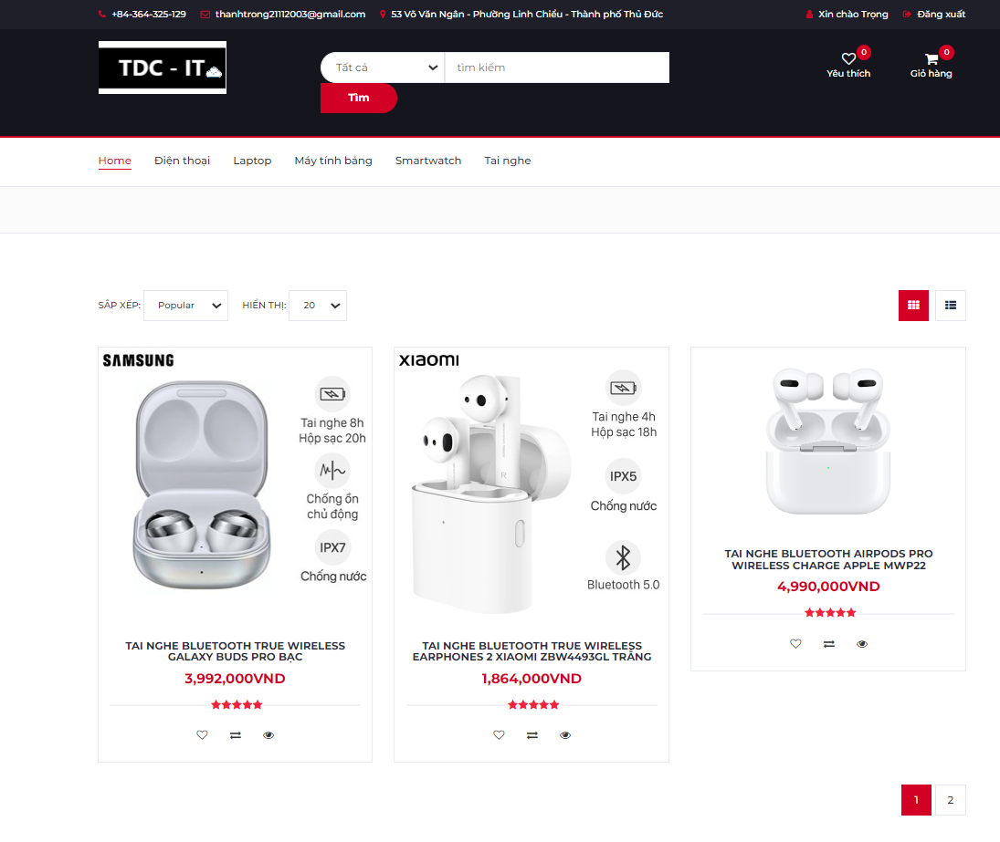 +84-364-325-129 thanhtrong21112003@gmail.com 53 Võ Văn Ngân - Phường Linh Chiểu - Thành phố Thủ Đức Xin chào Trọng Đăng xuất
TDC - IT
Tất cả tìm kiếm
Tìm
0
Yêu thích
0
Giỏ hàng
Home Điện thoại Laptop Máy tính bảng Smartwatch Tai nghe
SẮP XẾP: Popular HIỂN THỊ: 20
SAMSUNG
Tai nghe 8h
Hộp sạc 20h
Chống ồn
chủ động
IPX7
Chống nước
TAI NGHE BLUETOOTH TRUE WIRELESS
GALAXY BUDS PRO BẠC
3,992,000VND
XIAOMI
Tai nghe 4h
Hộp sạc 18h
IPX5
Chống nước
R
Bluetooth 5.0
TAI NGHE BLUETOOTH TRUE WIRELESS
EARPHONES 2 XIAOMI ZBW4493GL TRẮNG
1,864,000VND
TAI NGHE BLUETOOTH AIRPODS PRO
WIRELESS CHARGE APPLE MWP22
4,990,000VND
1 2